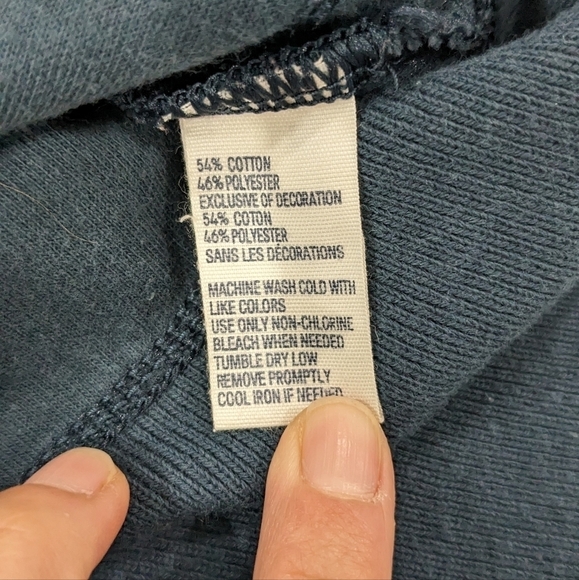 54% COTTON
46% POLYESTER
EXCLUSIVE OF DECORATION
54% COTON
46% POLYESTER
SANS LES DÉCORATIONS
MACHINE WASH COLD WITH
LIKE COLORS
USE ONLY NON-CHLORINE
BLEACH WHEN NEEDED
TUMBLE DRY LOW
REMOVE PROMPTLY
COOL IRON IF NEEDED